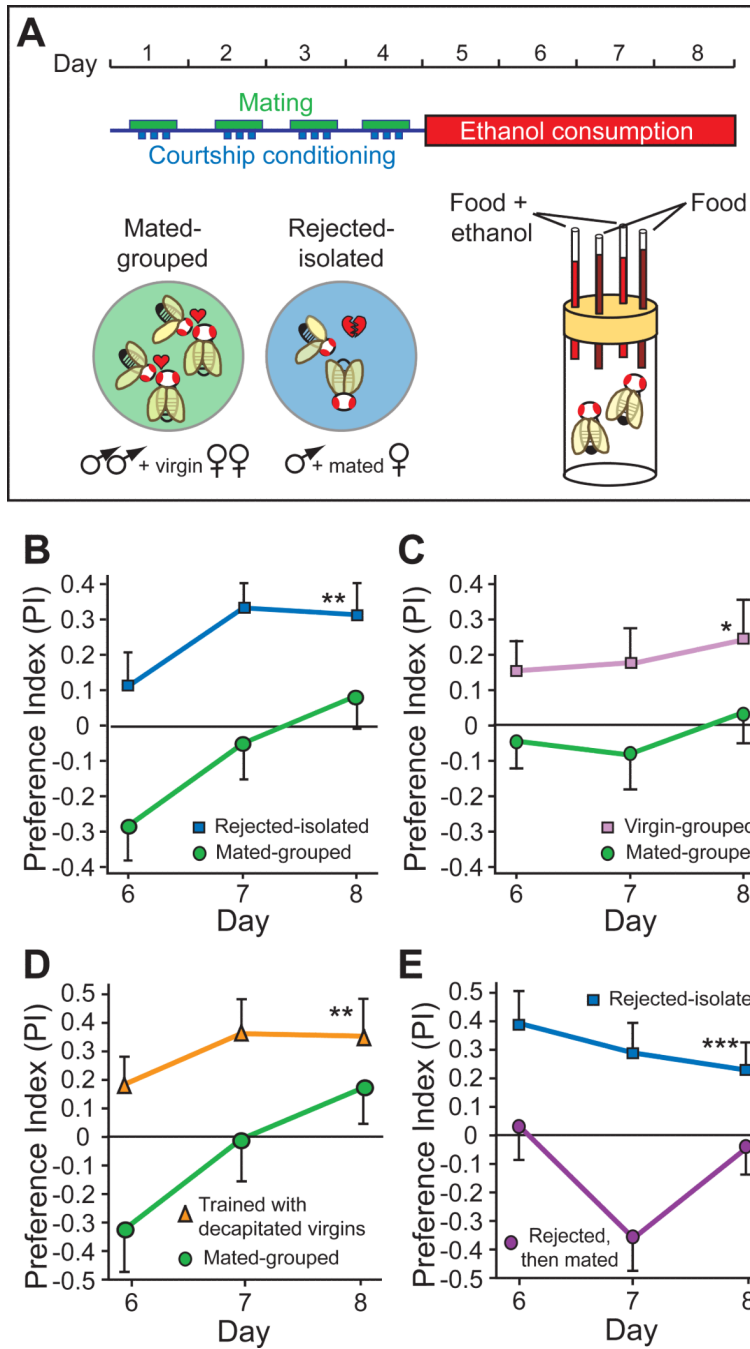 A
Day 1 2 3 4 5 6 7 8
Mating
Courtship conditioning
Ethanol consumption
Mated-
grouped
Rejected-
isolated
Food +
ethanol
Food
♂♂ + virgin ♀♀
♂ + mated ♀
B
Preference Index (PI)
0.4
0.3
0.2
0.1
0
-0.1
-0.2
-0.3
-0.4
**
Rejected-isolated
Mated-grouped
6 7 8
Day
C
Preference Index (PI)
0.4
0.3
0.2
0.1
0
-0.1
-0.2
-0.3
-0.4
*
Virgin-grouped
Mated-groupe
6 7 8
Day
D
Preference Index (PI)
0.5
0.4
0.3
0.2
0.1
0
-0.1
-0.2
-0.3
-0.4
-0.5
**
Trained with
decapitated virgins
Mated-grouped
6 7 8
Day
E
Preference Index (PI)
0.5
0.4
0.3
0.2
0.1
0
-0.1
-0.2
-0.3
-0.4
-0.5
Rejected-isolate
***
Rejected,
then mated
6 7 8
Day